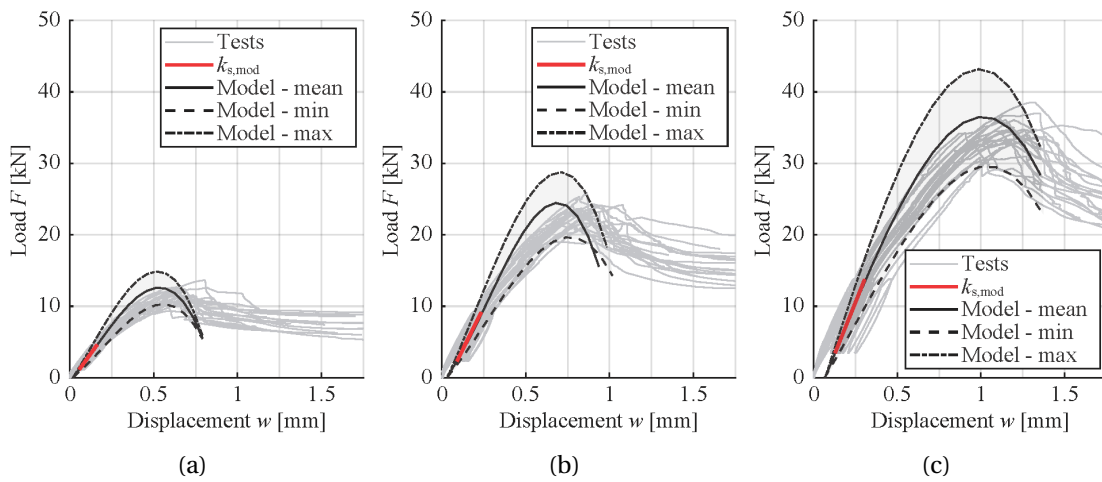 50
40
30
20
10
0
0
0.5
1
1.5
Load F [kN]
Displacement w [mm]
Tests
ks,mod
Model - mean
Model - min
Model - max
(a)
50
40
30
20
10
0
0
0.5
1
1.5
Load F [kN]
Displacement w [mm]
Tests
ks,mod
Model - mean
Model - min
Model - max
(b)
50
40
30
20
10
0
0
0.5
1
1.5
Load F [kN]
Displacement w [mm]
Tests
ks,mod
Model - mean
Model - min
Model - max
(c)